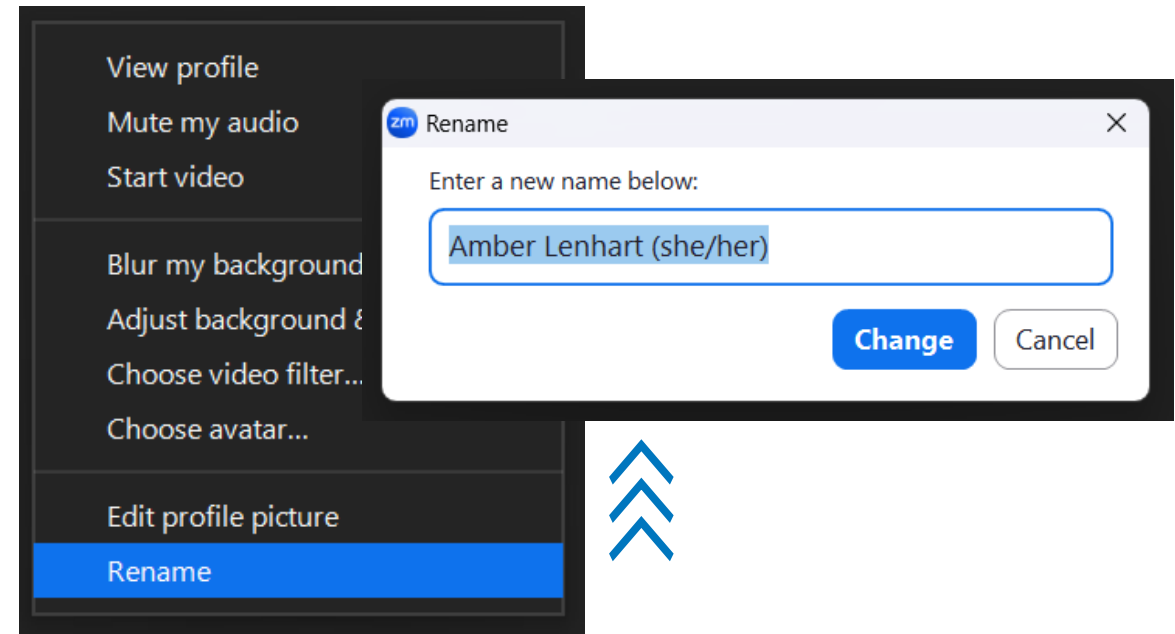 View profile
Mute my audio
Start video
Blur my background
Adjust background &
Choose video filter...
Choose avatar...
Edit profile picture
Rename
zm Rename
Enter a new name below:
Amber Lenhart (she/her)
Change Cancel